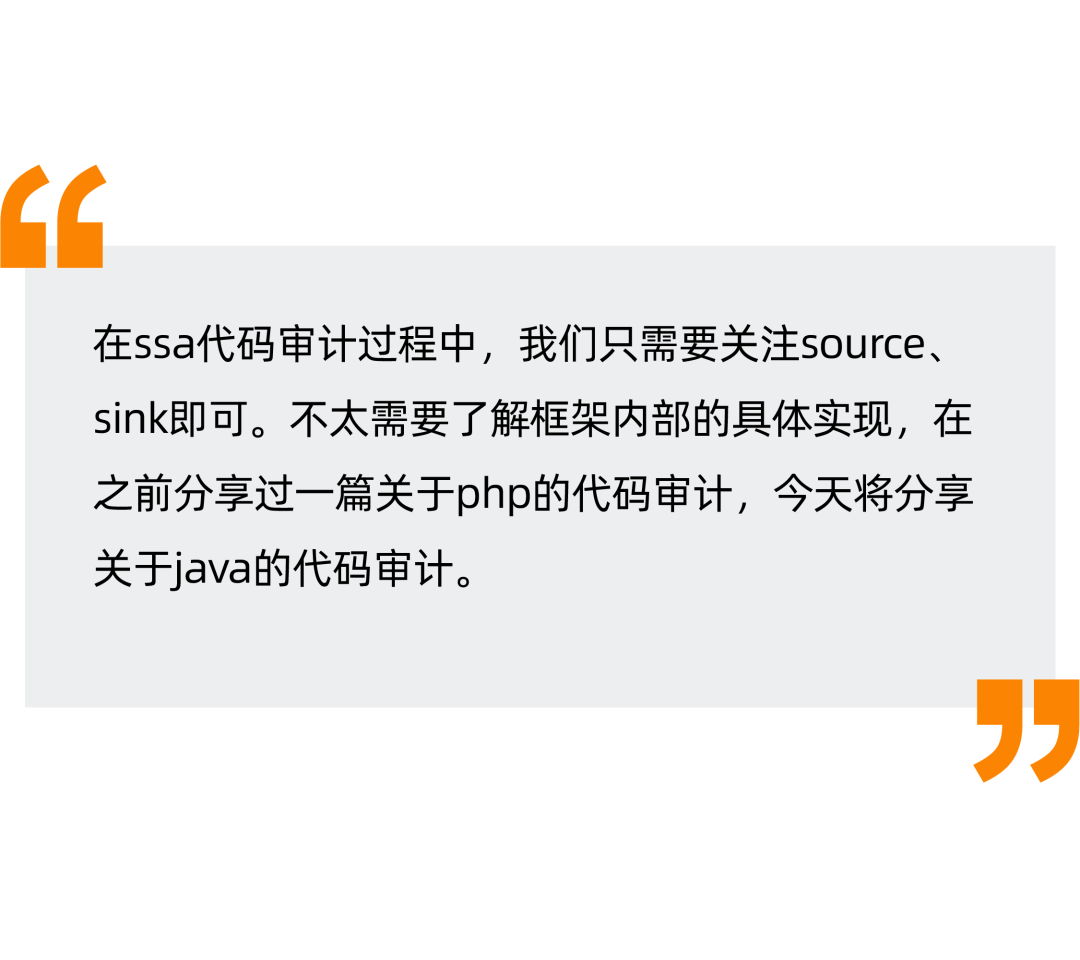 在ssa代码审计过程中，我们只需要关注source、
sink即可。不太需要了解框架内部的具体实现，在
之前分享过一篇关于php的代码审计，今天将分享
关于java的代码审计。